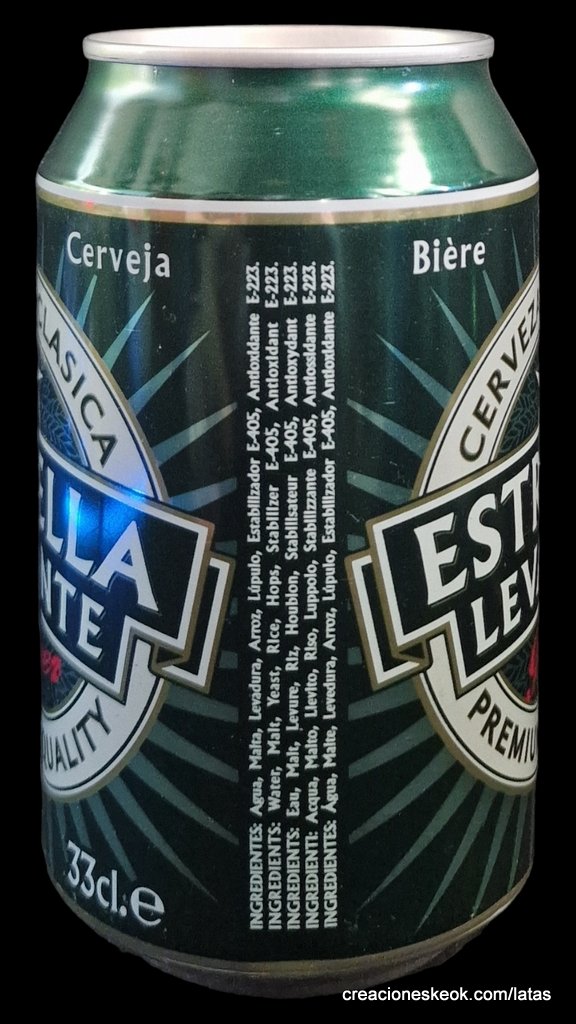 Cerveja
Bière
CLASICA
ELLA
NTE
QUALITY
33cl.e
INGREDIENTES: Agua, Malta, Levadura, Arroz, Lúpulo, Estabilizador E-405, Antioxidante E-223.
INGREDIENTS: Water, Malt, Yeast, Rice, Hops, Stabilizer E-405, Antioxidant E-223.
INGREDIENTS: Eau, Malt, Levure, Riz, Houblon, Stabilisateur E-405, Antioxydant E-223.
INGREDIENTI: Acqua, Malto, Llevito, Riso, Luppolo, Stabilizzante E-405, Antiossidante E-223.
INGREDIENTES: Água, Malte, Levedura, Arroz, Lúpulo, Estabilizador E-405, Antioxidante E-223.
CERVEZ
ESTR
LEV
PREMIU
creacioneskeok.com/latas